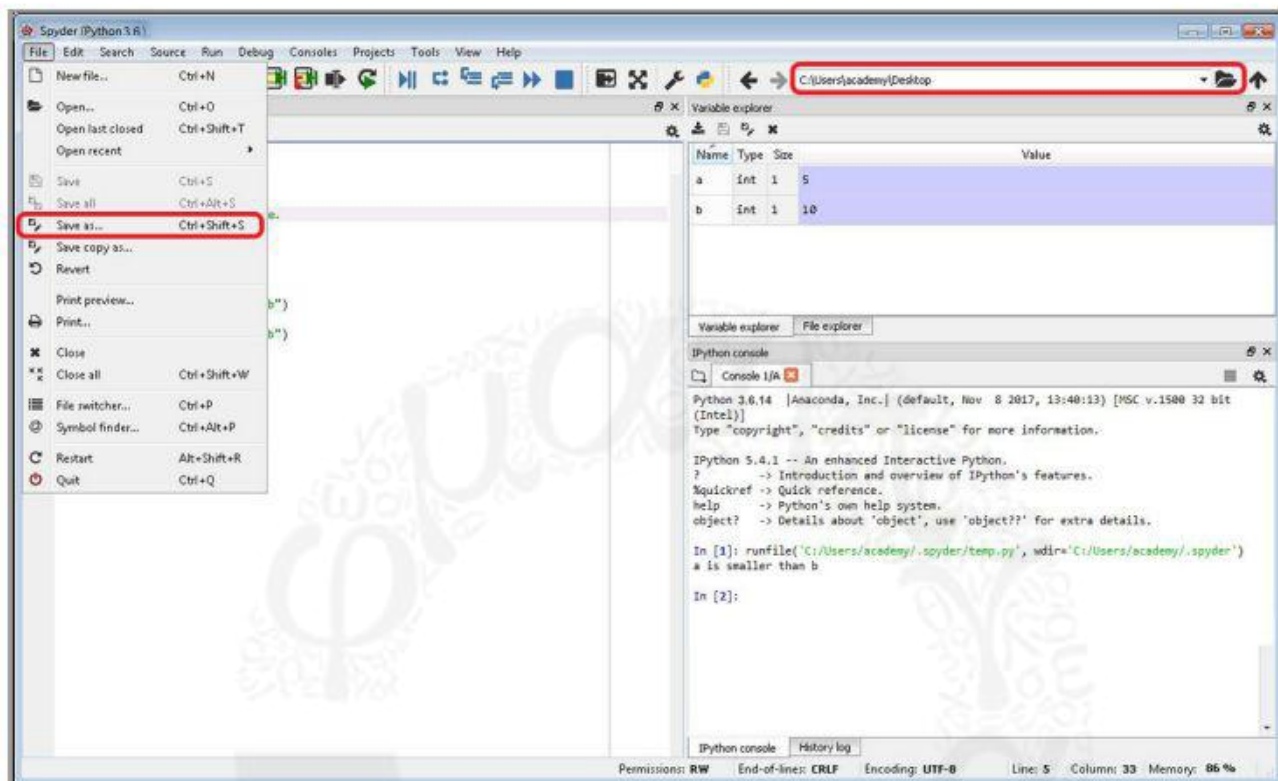 Spyder (Python 3.6)
File Edit Search Source Run Debug Consoles Projects Tools View Help
C:\Users\academy\Desktop
New file... Ctrl+N
Open... Ctrl+O
Open last closed Ctrl+Shift+T
Open recent
Save Ctrl+S
Save all Ctrl+Alt+S
Save as... Ctrl+Shift+S
Save copy as...
Revert
Print preview...
Print...
Close
Close all Ctrl+Shift+W
File switcher... Ctrl+P
Symbol finder... Ctrl+Alt+P
Restart Alt+Shift+R
Quit Ctrl+Q
e.
b")
b")
Variable explorer
Name Type Size Value
a int 1 5
b int 1 10
Variable explorer File explorer
IPython console
Console 1/A
Python 3.6.14 |Anaconda, Inc.| (default, Nov 8 2017, 13:40:13) [MSC v.1500 32 bit
(Intel)]
Type "copyright", "credits" or "license" for more information.
IPython 5.4.1 -- An enhanced Interactive Python.
? -> Introduction and overview of IPython's features.
%quickref -> Quick reference.
help -> Python's own help system.
object? -> Details about 'object', use 'object??' for extra details.
In [1]: runfile('C:/Users/academy/.spyder/temp.py', wdir='C:/Users/academy/.spyder')
a is smaller than b
In [2]:
IPython console History log
Permissions: RW End-of-lines: CRLF Encoding: UTF-8 Line: 5 Column: 33 Memory: 86 %